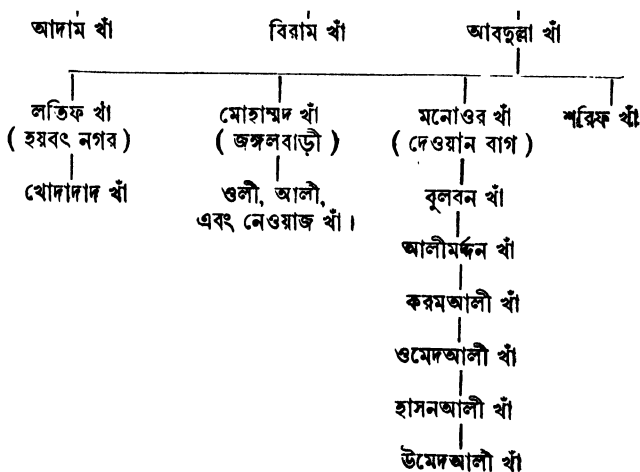 আদাম খাঁ বিরাম খাঁ আবদুল্লা খাঁ
লতিফ খাঁ মোহাম্মদ খাঁ মনোওর খাঁ শরিফ খাঁ
( হয়বৎ নগর ) ( জঙ্গলবাড়ী ) ( দেওয়ান বাগ )
খোদাদাদ খাঁ ওলী, আলী, বুলবন খাঁ
এবং নেওয়াজ খাঁ।
আলীমর্দ্দন খাঁ
করমআলী খাঁ
ওমেদআলী খাঁ
হাসনআলী খাঁ
উমেদআলী খাঁ